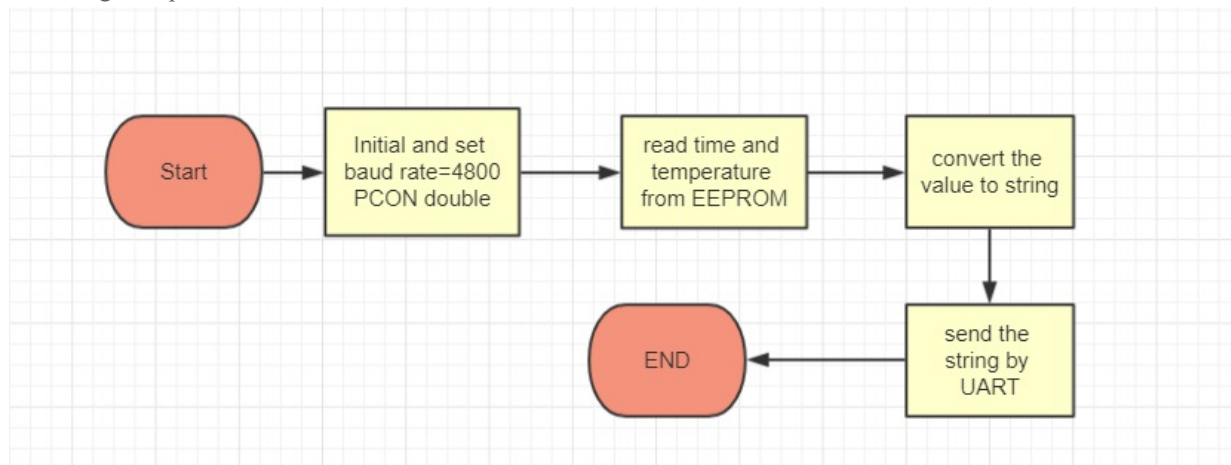 Start
Initial and set
baud rate=4800
PCON double
read time and
temperature
from EEPROM
convert the
value to string
send the
string by
UART
END